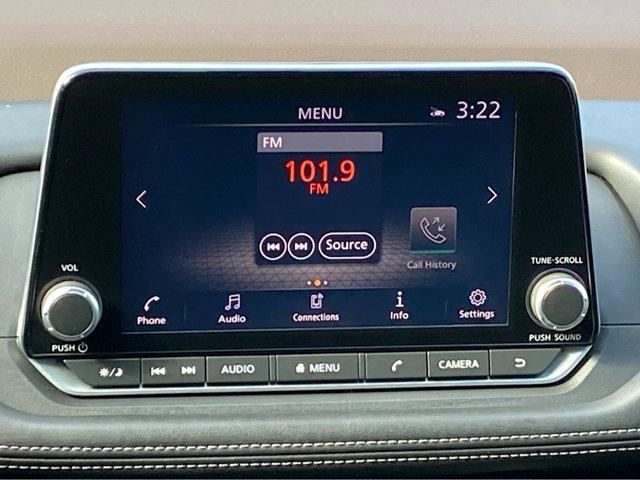 MENU 3:22
FM
101.9
FM
Source
Call History
VOL
TUNE·SCROLL
Phone Audio Connections Info Settings
PUSH
PUSH SOUND
AUDIO MENU CAMERA